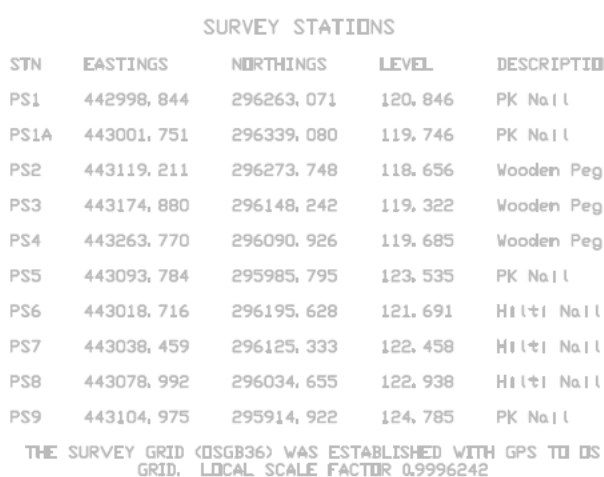 SURVEY STATIONS
STN EASTINGS NORTHINGS LEVEL DESCRIPTIO
PS1 442998.844 296263.071 120.846 PK Nail
PS1A 443001.751 296339.080 119.746 PK Nail
PS2 443119.211 296273.748 118.656 Wooden Peg
PS3 443174.880 296148.242 119.322 Wooden Peg
PS4 443263.770 296090.926 119.685 Wooden Peg
PS5 443093.784 295985.795 123.535 PK Nail
PS6 443018.716 296195.628 121.691 Hilti Nail
PS7 443038.459 296125.333 122.458 Hilti Nail
PS8 443078.992 296034.655 122.938 Hilti Nail
PS9 443104.975 295914.922 124.785 PK Nail
THE SURVEY GRID (OSGB36) WAS ESTABLISHED WITH GPS TO OS
GRID. LOCAL SCALE FACTOR 0.9996242